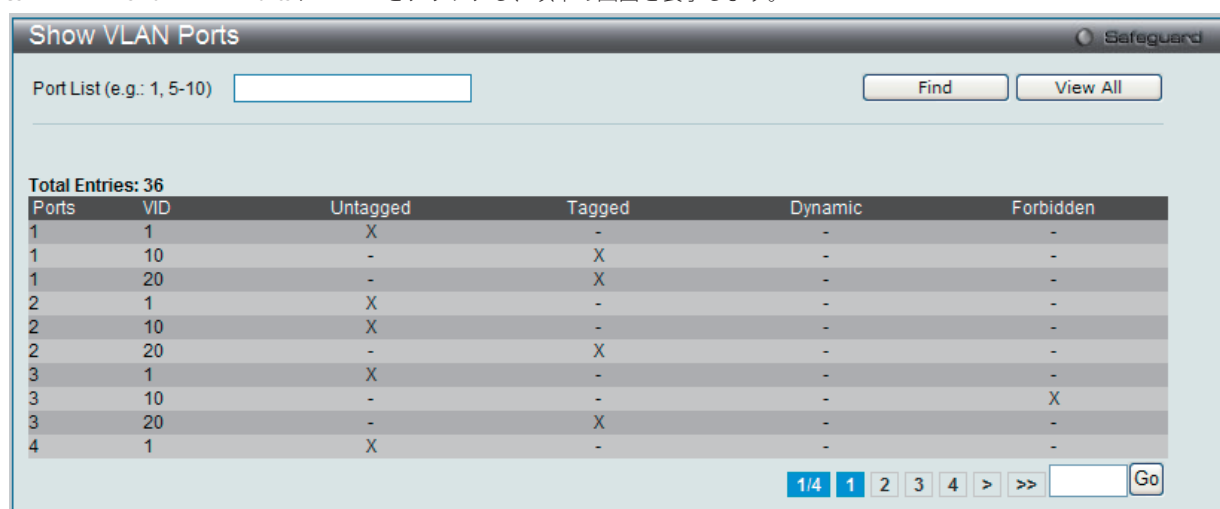 Show VLAN Ports
Safeguard
Port List (e.g.: 1, 5-10)
Find
View All
Total Entries: 36
Ports VID Untagged Tagged Dynamic Forbidden
1 1 X - - -
1 10 - X - -
1 20 - X - -
2 1 X - - -
2 10 X - - -
2 20 - X - -
3 1 X - - -
3 10 - - - X
3 20 - X - -
4 1 X - - -
1/4 1 2 3 4 > >> Go